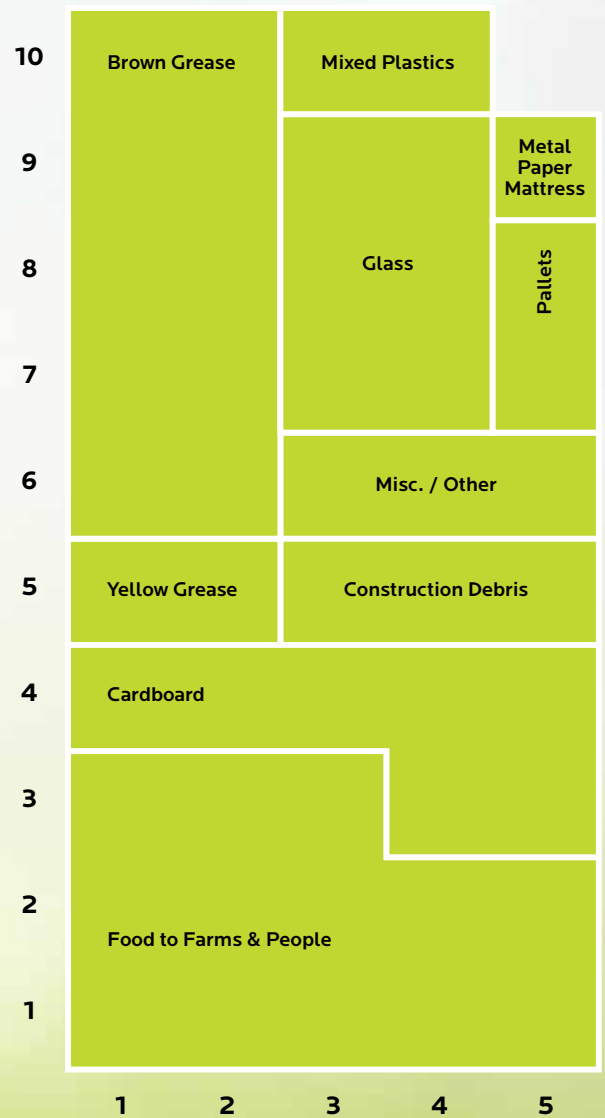 10
Brown Grease
Mixed Plastics
9
Metal
Paper
Mattress
8
Glass
Pallets
7
6
Misc. / Other
5
Yellow Grease
Construction Debris
4
Cardboard
3
2
Food to Farms & People
1
1 2 3 4 5